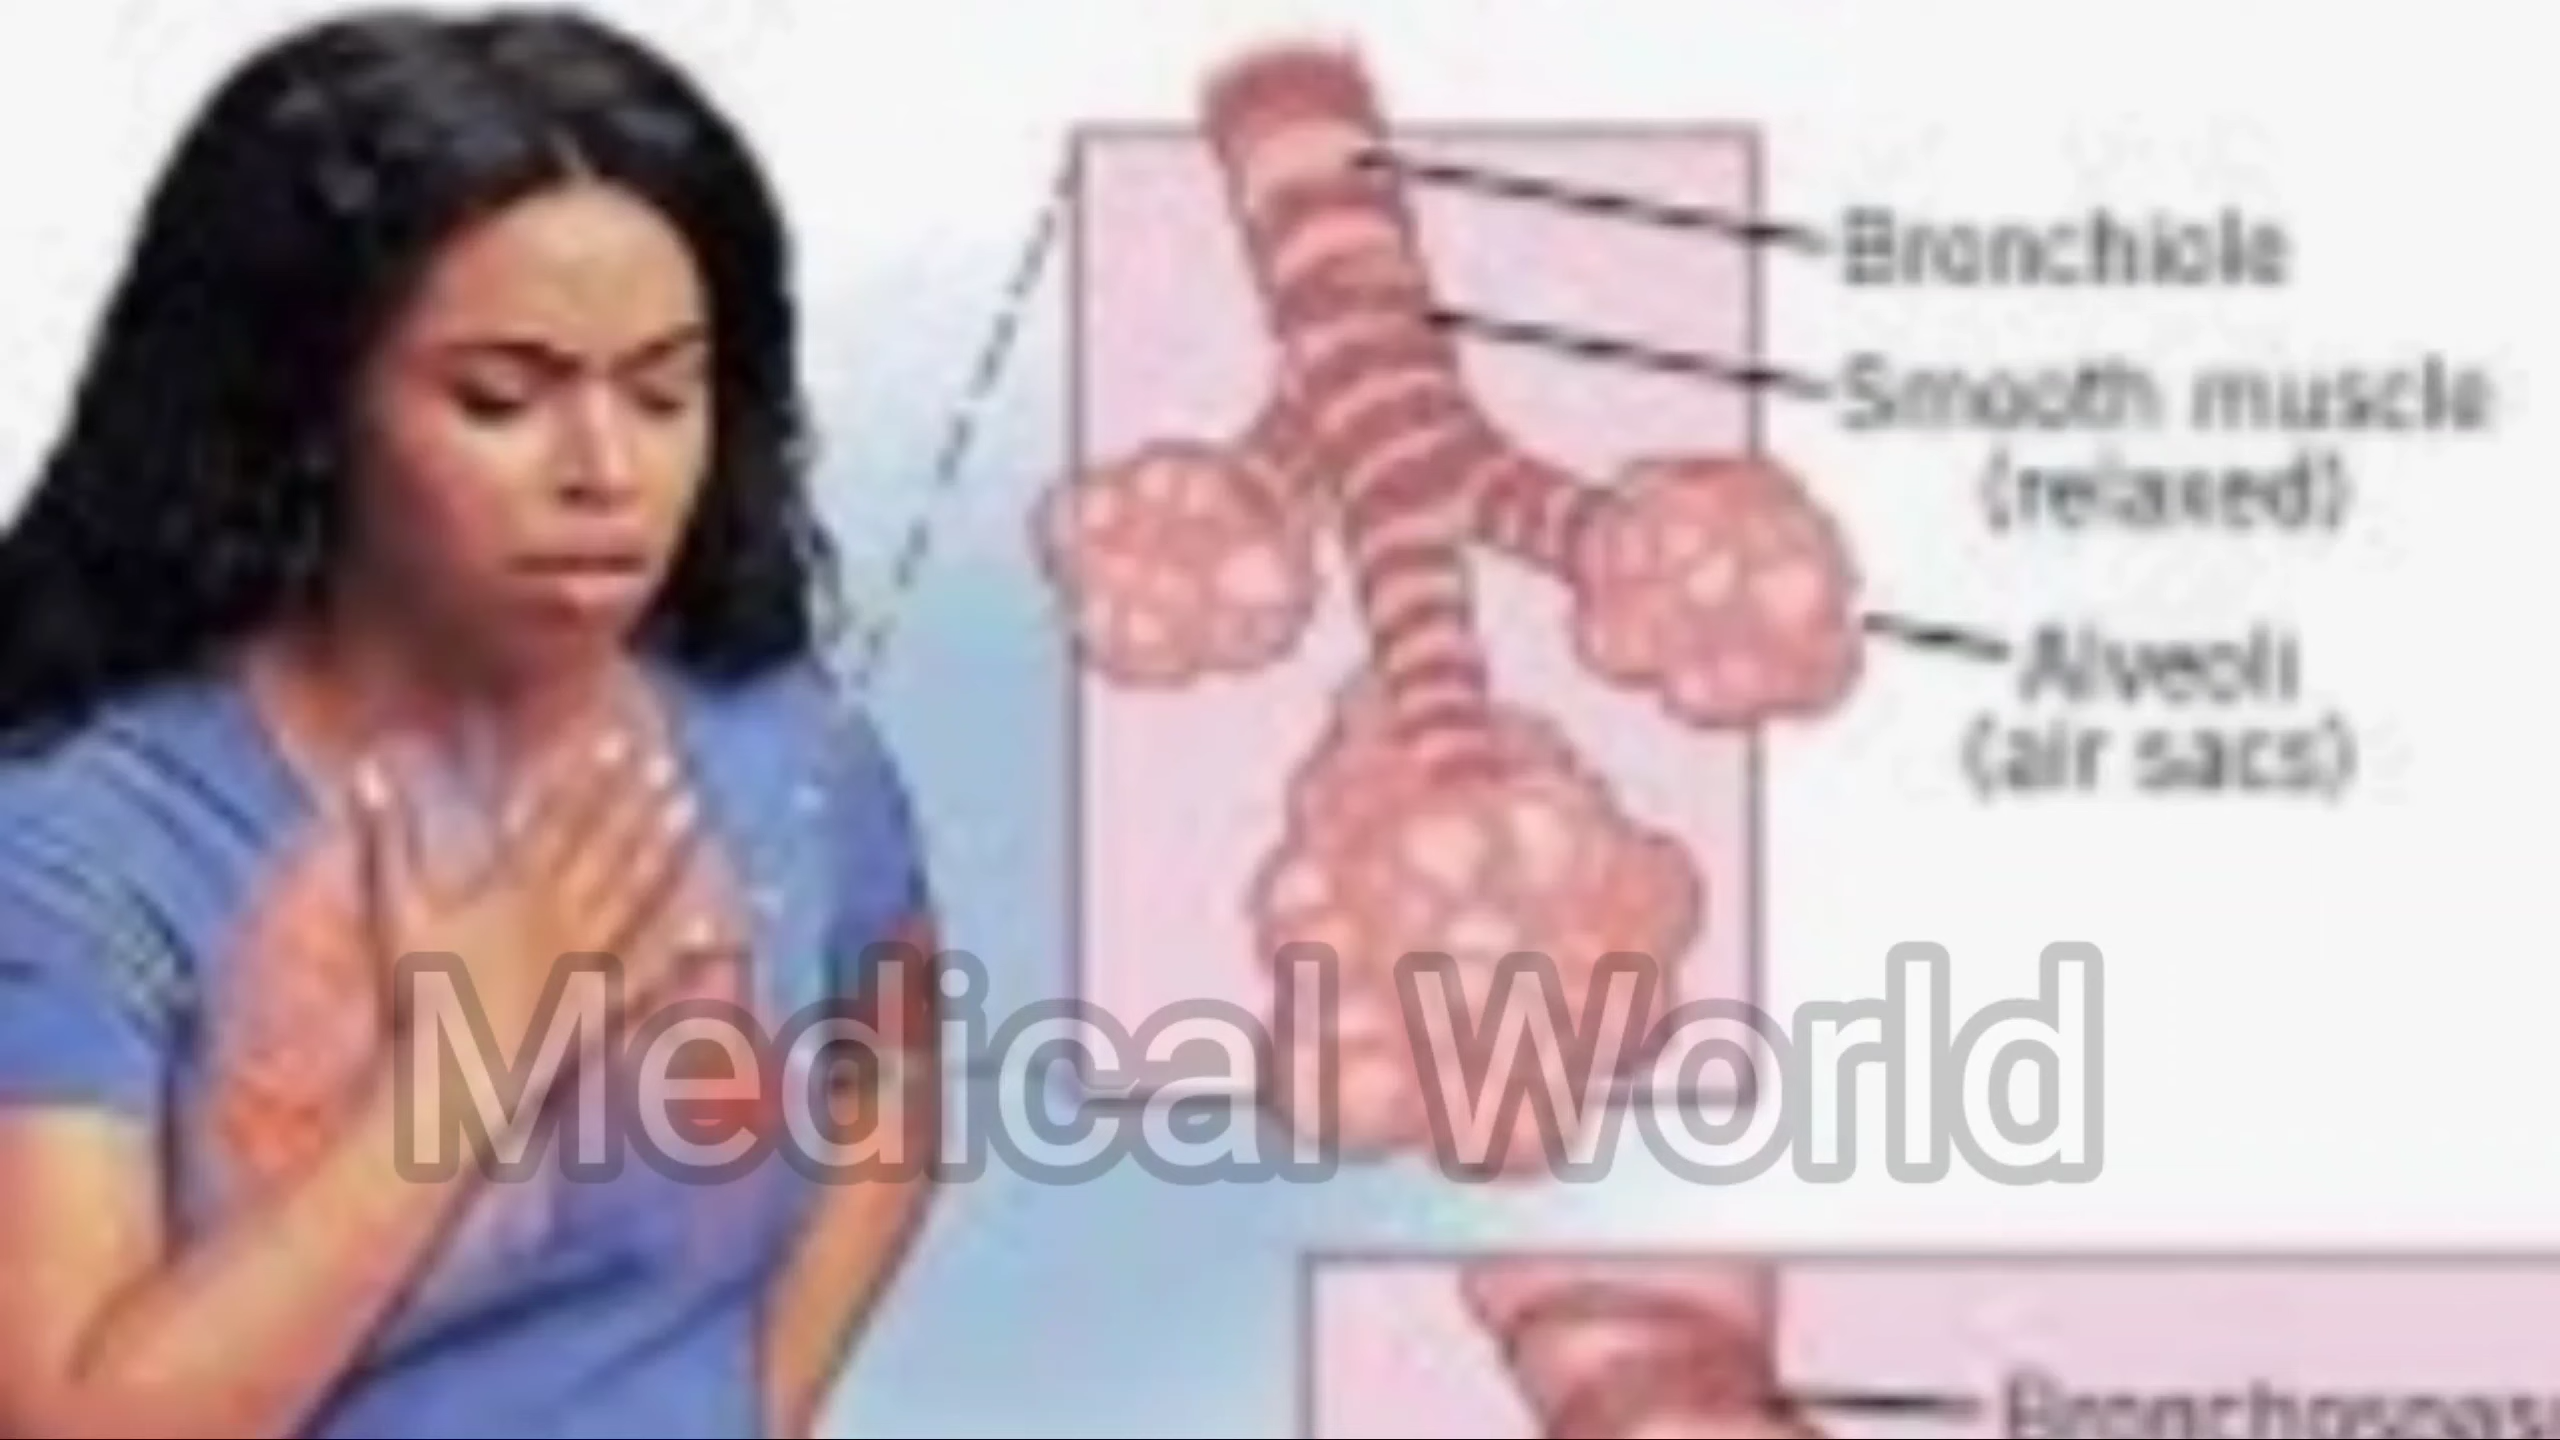 Bronchiole
Smooth muscle
(relaxed)
Alveoli
(air sacs)
Medical World